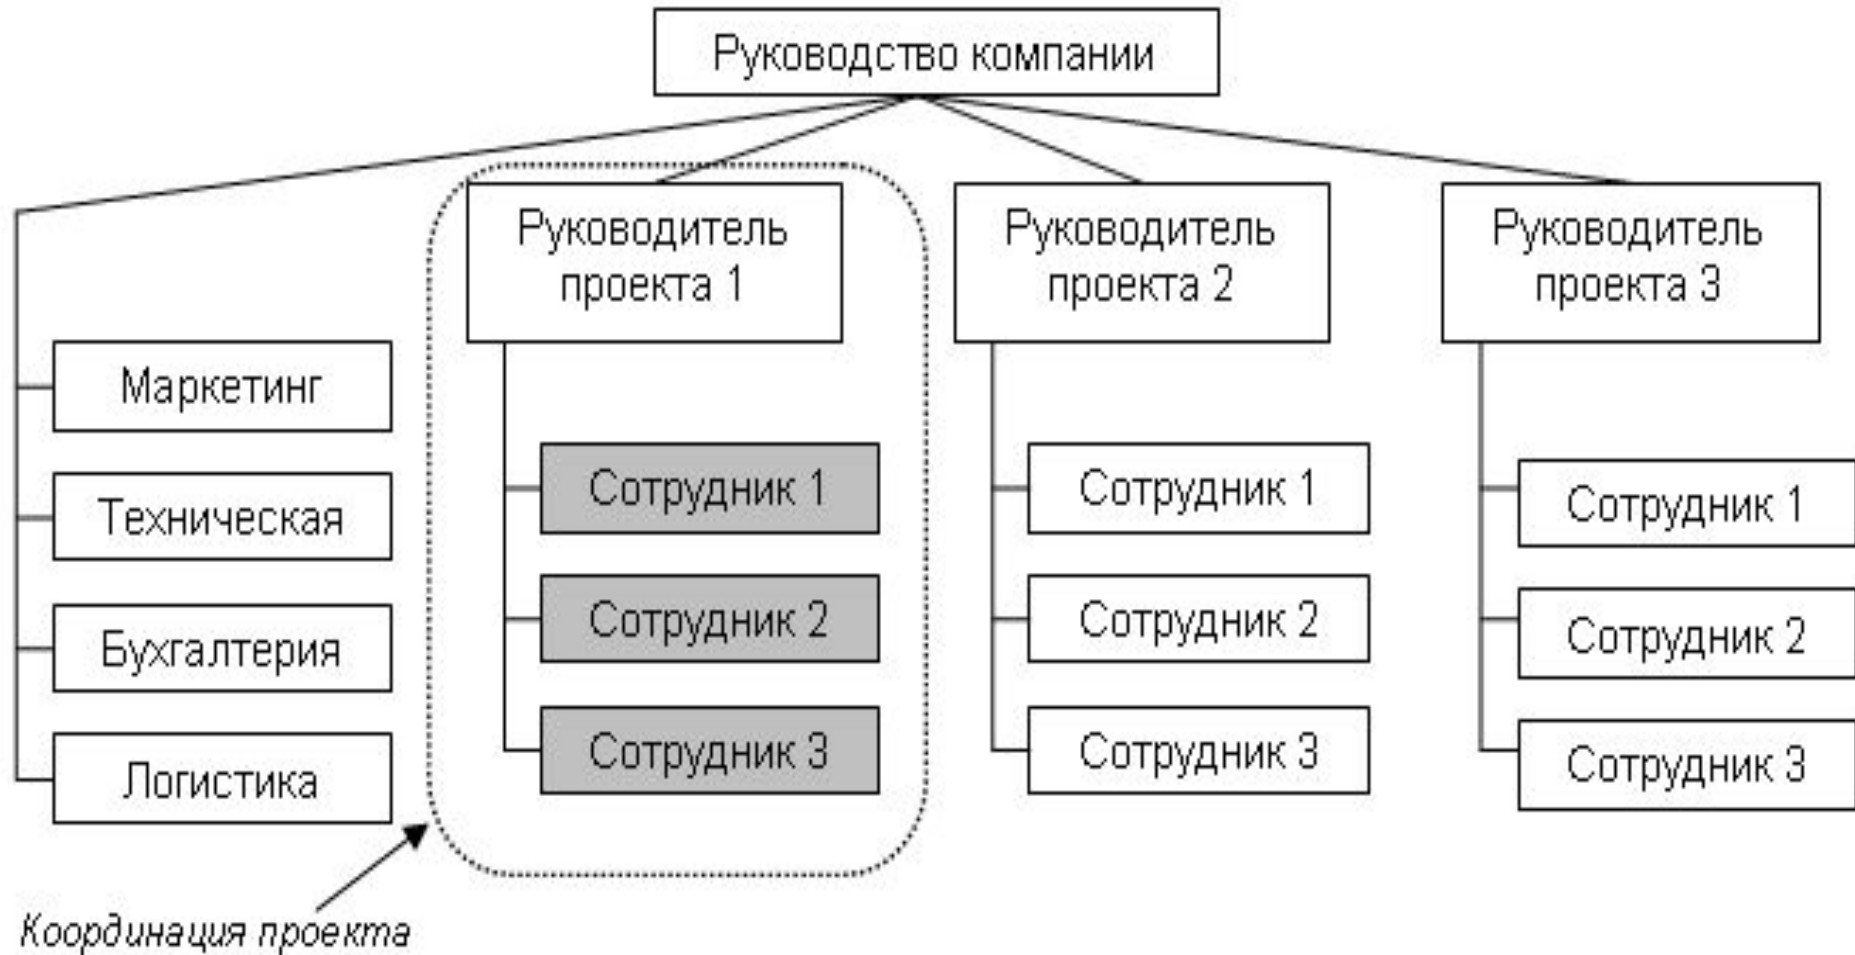 Руководство компании
Руководитель
проекта 1
Руководитель
проекта 2
Руководитель
проекта 3
Маркетинг
Техническая
Бухгалтерия
Логистика
Сотрудник 1
Сотрудник 2
Сотрудник 3
Сотрудник 1
Сотрудник 2
Сотрудник 3
Сотрудник 1
Сотрудник 2
Сотрудник 3
Координация проекта